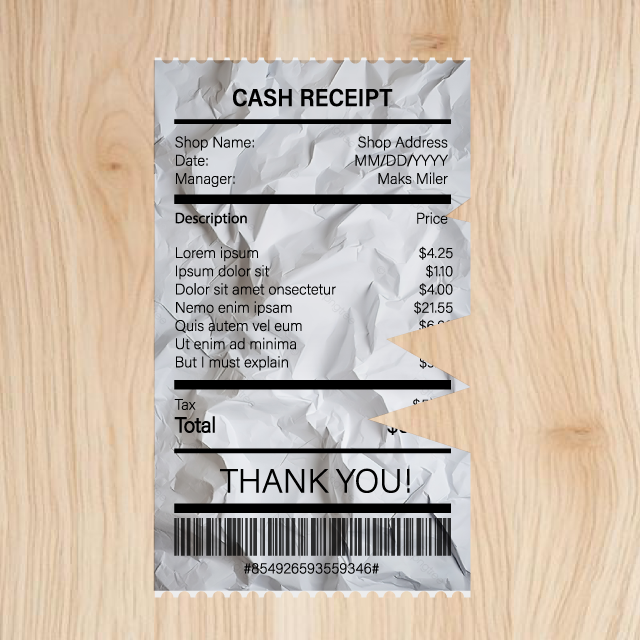 CASH RECEIPT
Shop Name: Shop Address
Date: MM/DD/YYYY
Manager: Maks Miler
Description Price
Lorem ipsum $4.25
Ipsum dolor sit $1.10
Dolor sit amet onsectetur $4.00
Nemo enim ipsam $21.55
Quis autem vel eum
Ut enim ad minima
But I must explain
Tax
Total
THANK YOU!
#854926593559346#